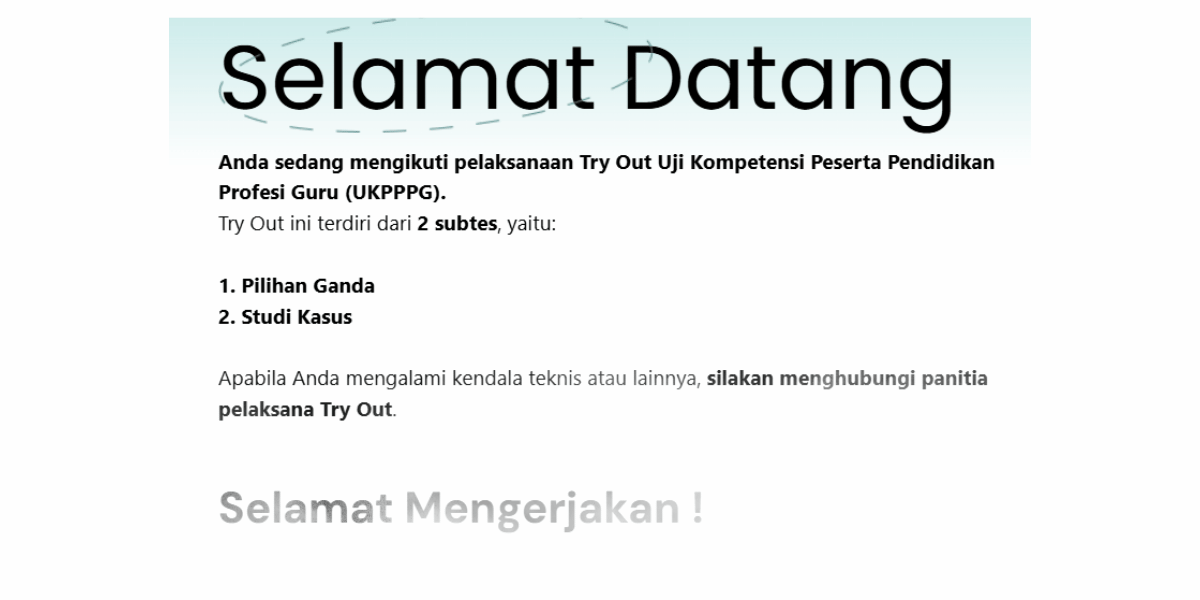 Selamat Datang
Anda sedang mengikuti pelaksanaan Try Out Uji Kompetensi Peserta Pendidikan
Profesi Guru (UKPPPG).
Try Out ini terdiri dari 2 subtes, yaitu:
1. Pilihan Ganda
2. Studi Kasus
Apabila Anda mengalami kendala teknis atau lainnya, silakan menghubungi panitia
pelaksana Try Out.
Selamat Mengerjakan !